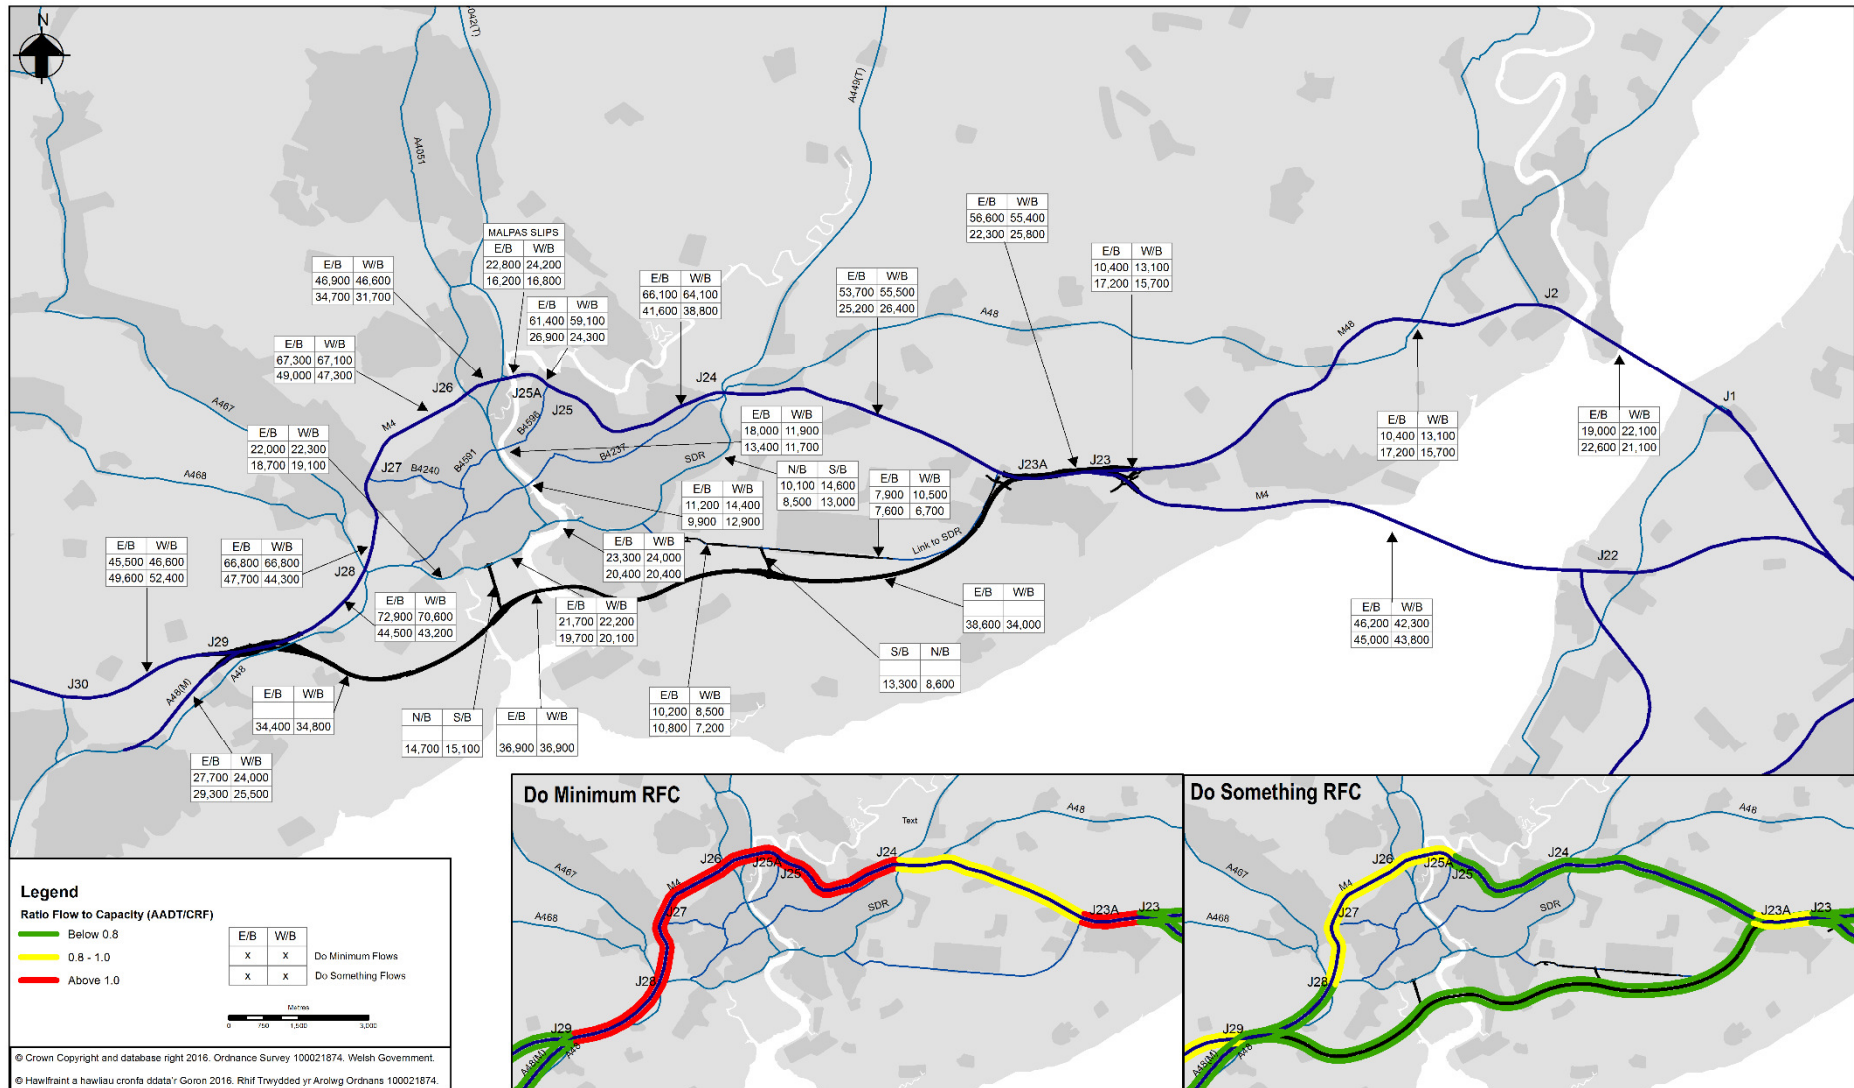 N
042(T)
A4051
A449(T)
A48
M48
J2
J1
E/B W/B
56,600 55,400
22,300 25,800
E/B W/B
10,400 13,100
17,200 15,700
MALPAS SLIPS
E/B W/B
22,800 24,200
16,200 16,800
E/B W/B
46,900 46,600
34,700 31,700
E/B W/B
66,100 64,100
41,600 38,800
E/B W/B
53,700 55,500
25,200 26,400
E/B W/B
61,400 59,100
26,900 24,300
E/B W/B
67,300 67,100
49,000 47,300
J26
J25A
J25
J24
A467
M4
B4596
E/B W/B
18,000 11,900
13,400 11,700
E/B W/B
10,400 13,100
17,200 15,700
E/B W/B
19,000 22,100
22,600 21,100
E/B W/B
22,000 22,300
18,700 19,100
A468
J27
B4240
B4591
B4237
SDR
N/B S/B
10,100 14,600
8,500 13,000
J23A
J23
M4
E/B W/B
11,200 14,400
9,900 12,900
E/B W/B
7,900 10,500
7,600 6,700
Link to SDR
E/B W/B
45,500 46,600
49,600 52,400
E/B W/B
66,800 66,800
47,700 44,300
J28
E/B W/B
23,300 24,000
20,400 20,400
J22
E/B W/B
72,900 70,600
44,500 43,200
E/B W/B
21,700 22,200
19,700 20,100
E/B W/B
38,600 34,000
E/B W/B
46,200 42,300
45,000 43,800
J29
J30
A48(M)
A48
S/B N/B
13,300 8,600
E/B W/B
34,400 34,800
N/B S/B
14,700 15,100
E/B W/B
36,900 36,900
E/B W/B
10,200 8,500
10,800 7,200
E/B W/B
27,700 24,000
29,300 25,500
Do Minimum RFC
A48
Text
J26
J25A
J25
J24
M4
A467
J27
A468
SDR
J23A
J23
J28
J29
A48(M)
A48
Do Something RFC
A48
J26
J25A
J25
J24
M4
A467
J27
A468
SDR
J23A
J23
J28
J29
A48(M)
A48
Legend
Ratio Flow to Capacity (AADT/CRF)
Below 0.8
0.8 - 1.0
Above 1.0
E/B W/B
x x Do Minimum Flows
x x Do Something Flows
Metres
0 750 1,500 3,000
© Crown Copyright and database right 2016. Ordnance Survey 100021874. Welsh Government.
© Hawlfraint a hawliau cronfa ddata'r Goron 2016. Rhif Trwydded yr Arolwg Ordnans 100021874.